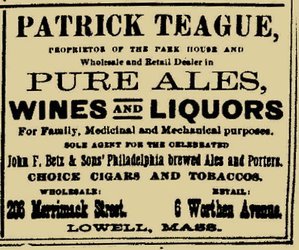 PATRICK TEAGUE,
PROPRIETOR OF THE PARK HOUSE AND
Wholesale and Retail Dealer in
PURE ALES,
WINES AND LIQUORS
For Family, Medicinal and Mechanical purposes.
SOLE AGENT FOR THE CELEBRATED
John F. Betz & Sons' Philadelphia brewed Ales and Porters.
CHOICE CIGARS AND TOBACCOS.
WHOLESALE: RETAIL:
206 Merrimack Street. 6 Worthen Avenue.
LOWELL, MASS.